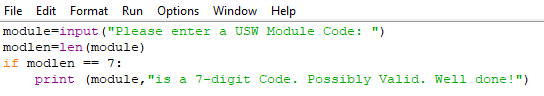 File Edit Format Run Options Window Help
module=input("Please enter a USW Module Code: ")
modlen=len(module)
if modlen == 7:
    print (module,"is a 7-digit Code. Possibly Valid. Well done!")